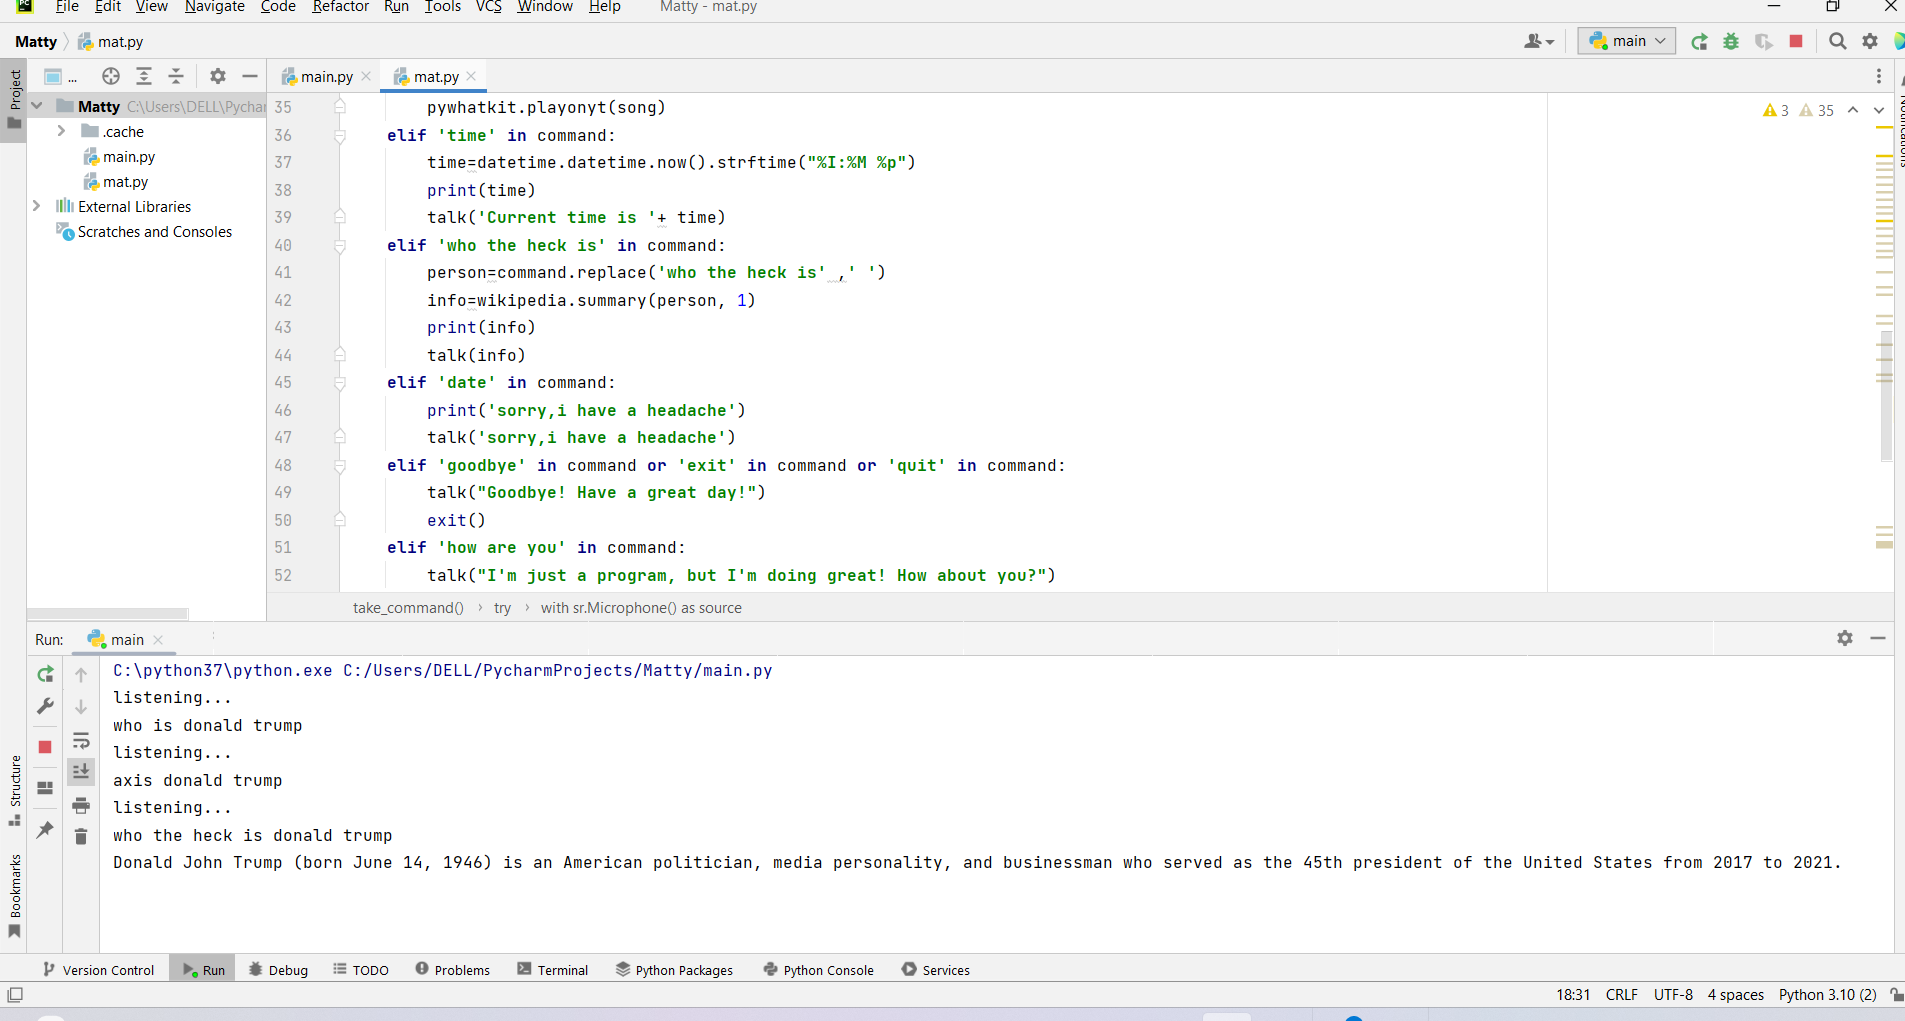 File Edit View Navigate Code Refactor Run Tools VCS Window Help Matty - mat.py
Matty mat.py main
Project
... main.py mat.py
Matty C:\Users\DELL\Pychar
.cache
main.py
mat.py
External Libraries
Scratches and Consoles
3 35
Notifications
35 pywhatkit.playonyt(song)
36 elif 'time' in command:
37 time=datetime.datetime.now().strftime("%I:%M %p")
38 print(time)
39 talk('Current time is '+ time)
40 elif 'who the heck is' in command:
41 person=command.replace('who the heck is' ,' ')
42 info=wikipedia.summary(person, 1)
43 print(info)
44 talk(info)
45 elif 'date' in command:
46 print('sorry,i have a headache')
47 talk('sorry,i have a headache')
48 elif 'goodbye' in command or 'exit' in command or 'quit' in command:
49 talk("Goodbye! Have a great day!")
50 exit()
51 elif 'how are you' in command:
52 talk("I'm just a program, but I'm doing great! How about you?")
take_command() › try › with sr.Microphone() as source
Run: main
C:\python37\python.exe C:/Users/DELL/PycharmProjects/Matty/main.py
listening...
who is donald trump
listening...
axis donald trump
listening...
who the heck is donald trump
Donald John Trump (born June 14, 1946) is an American politician, media personality, and businessman who served as the 45th president of the United States from 2017 to 2021.
Structure
Bookmarks
Version Control Run Debug TODO Problems Terminal Python Packages Python Console Services
18:31 CRLF UTF-8 4 spaces Python 3.10 (2)